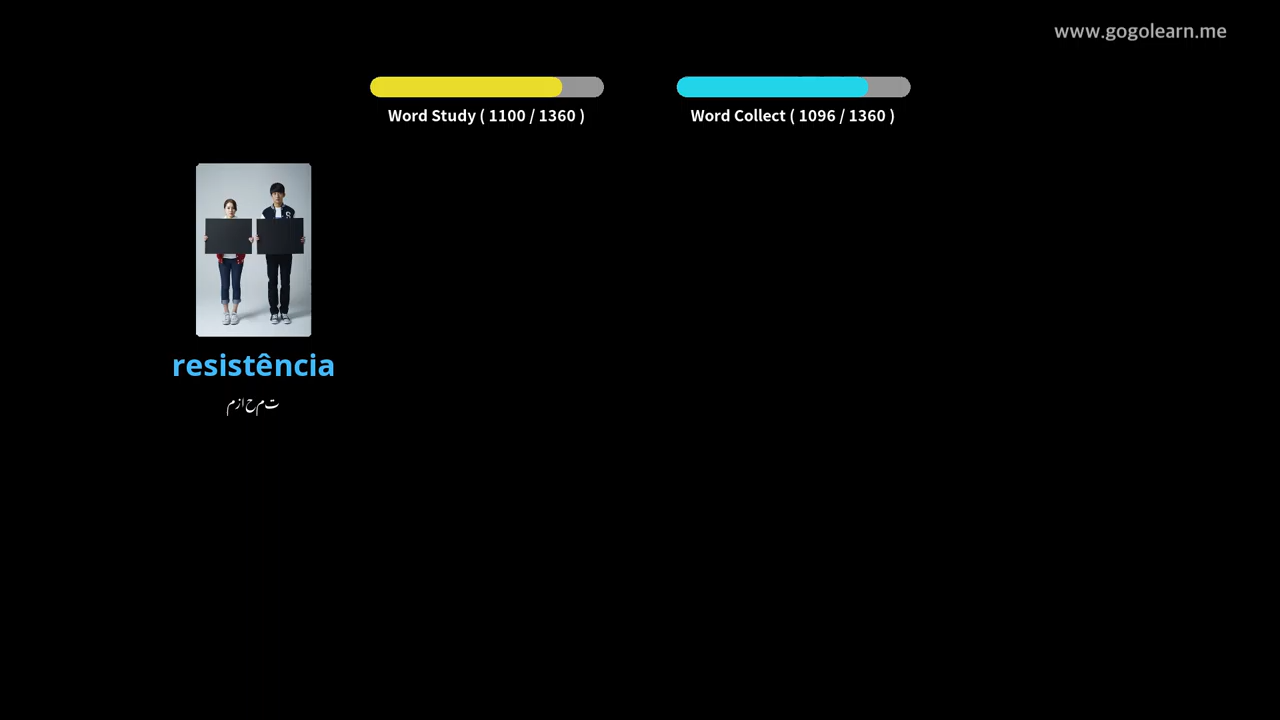 www.gogolearn.me
Word Study ( 1100 / 1360 )
Word Collect ( 1096 / 1360 )
resistência
مزاحمت